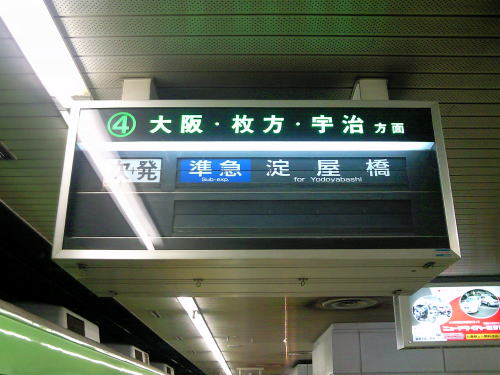 ④ 大阪・枚方・宇治 方面
次発 準急 淀屋橋
Sub-exp. for Yodoyabashi